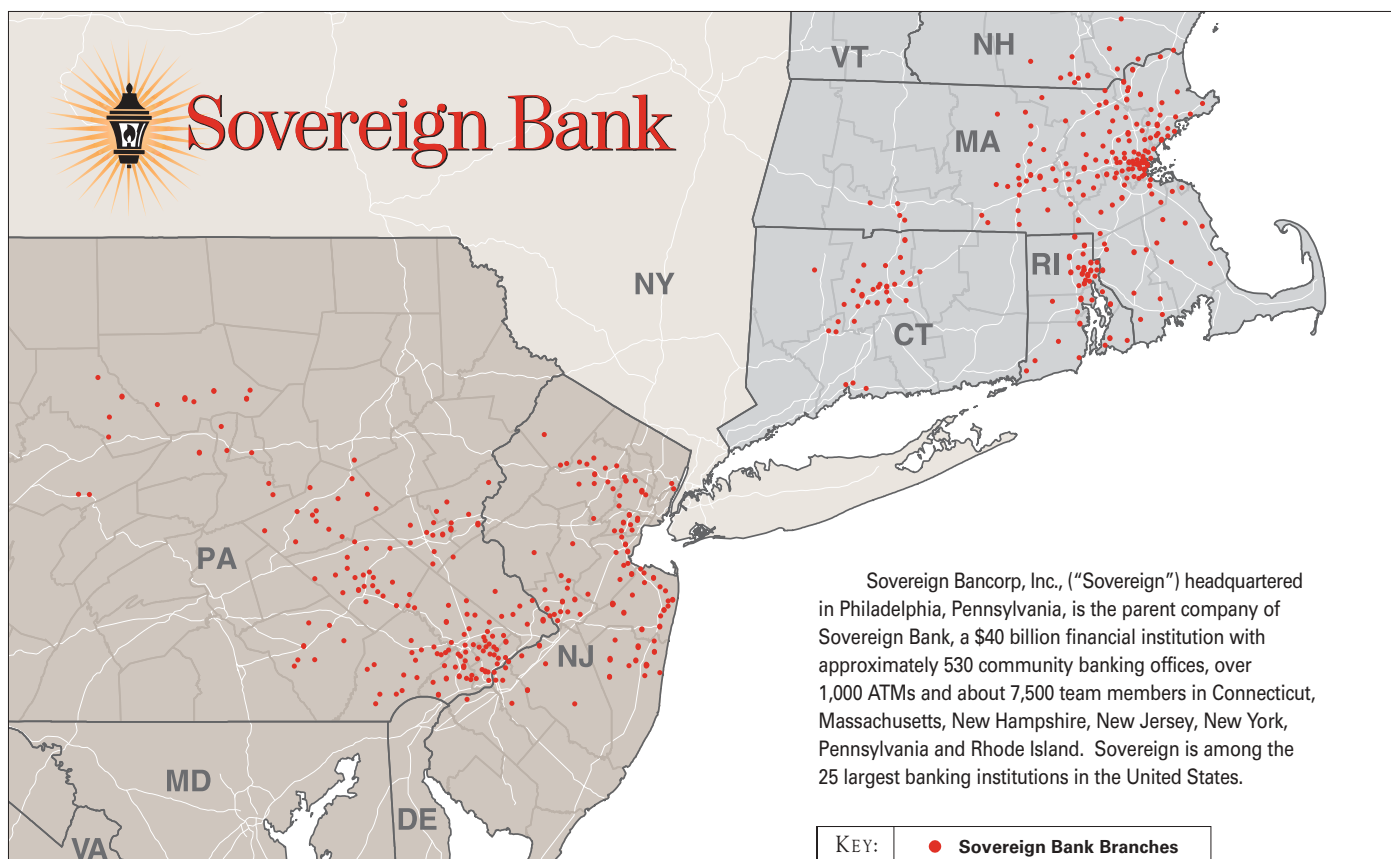 Sovereign Bank
VT
NH
MA
NY
RI
CT
PA
NJ
MD
DE
VA
Sovereign Bancorp, Inc., (“Sovereign”) headquartered
in Philadelphia, Pennsylvania, is the parent company of
Sovereign Bank, a $40 billion financial institution with
approximately 530 community banking offices, over
1,000 ATMs and about 7,500 team members in Connecticut,
Massachusetts, New Hampshire, New Jersey, New York,
Pennsylvania and Rhode Island.  Sovereign is among the
25 largest banking institutions in the United States.
KEY: Sovereign Bank Branches